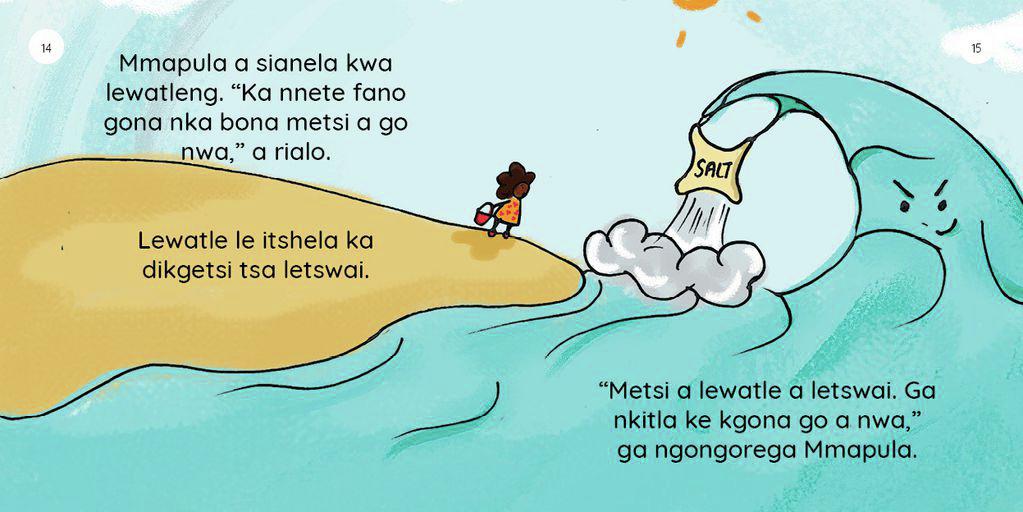 14
Mmapula a sianela kwa
lewatleng. “Ka nnete fano
gona nka bona metsi a go
nwa,” a rialo.
Lewatle le itshela ka
dikgetsi tsa letswai.
15
SALT
“Metsi a lewatle a letswai. Ga
nkitla ke kgona go a nwa,”
ga ngongorega Mmapula.